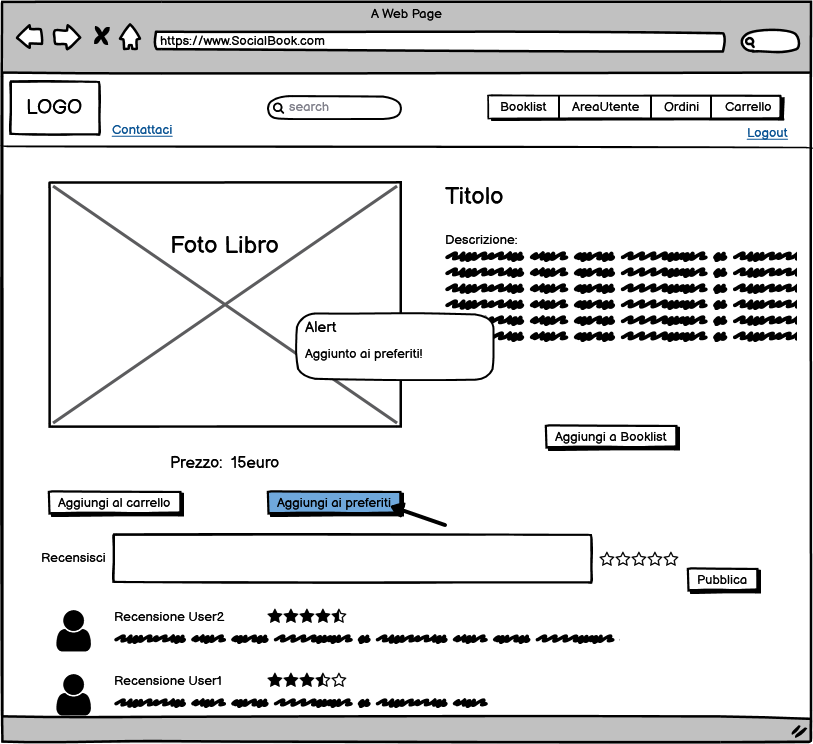 A Web Page
https://www.SocialBook.com
LOGO
search
Booklist AreaUtente Ordini Carrello
Contattaci
Logout
Foto Libro
Titolo
Descrizione:
Alert
Aggiunto ai preferiti!
Aggiungi a Booklist
Prezzo: 15euro
Aggiungi al carrello
Aggiungi ai preferiti
Recensisci
Pubblica
Recensione User2
Recensione User1